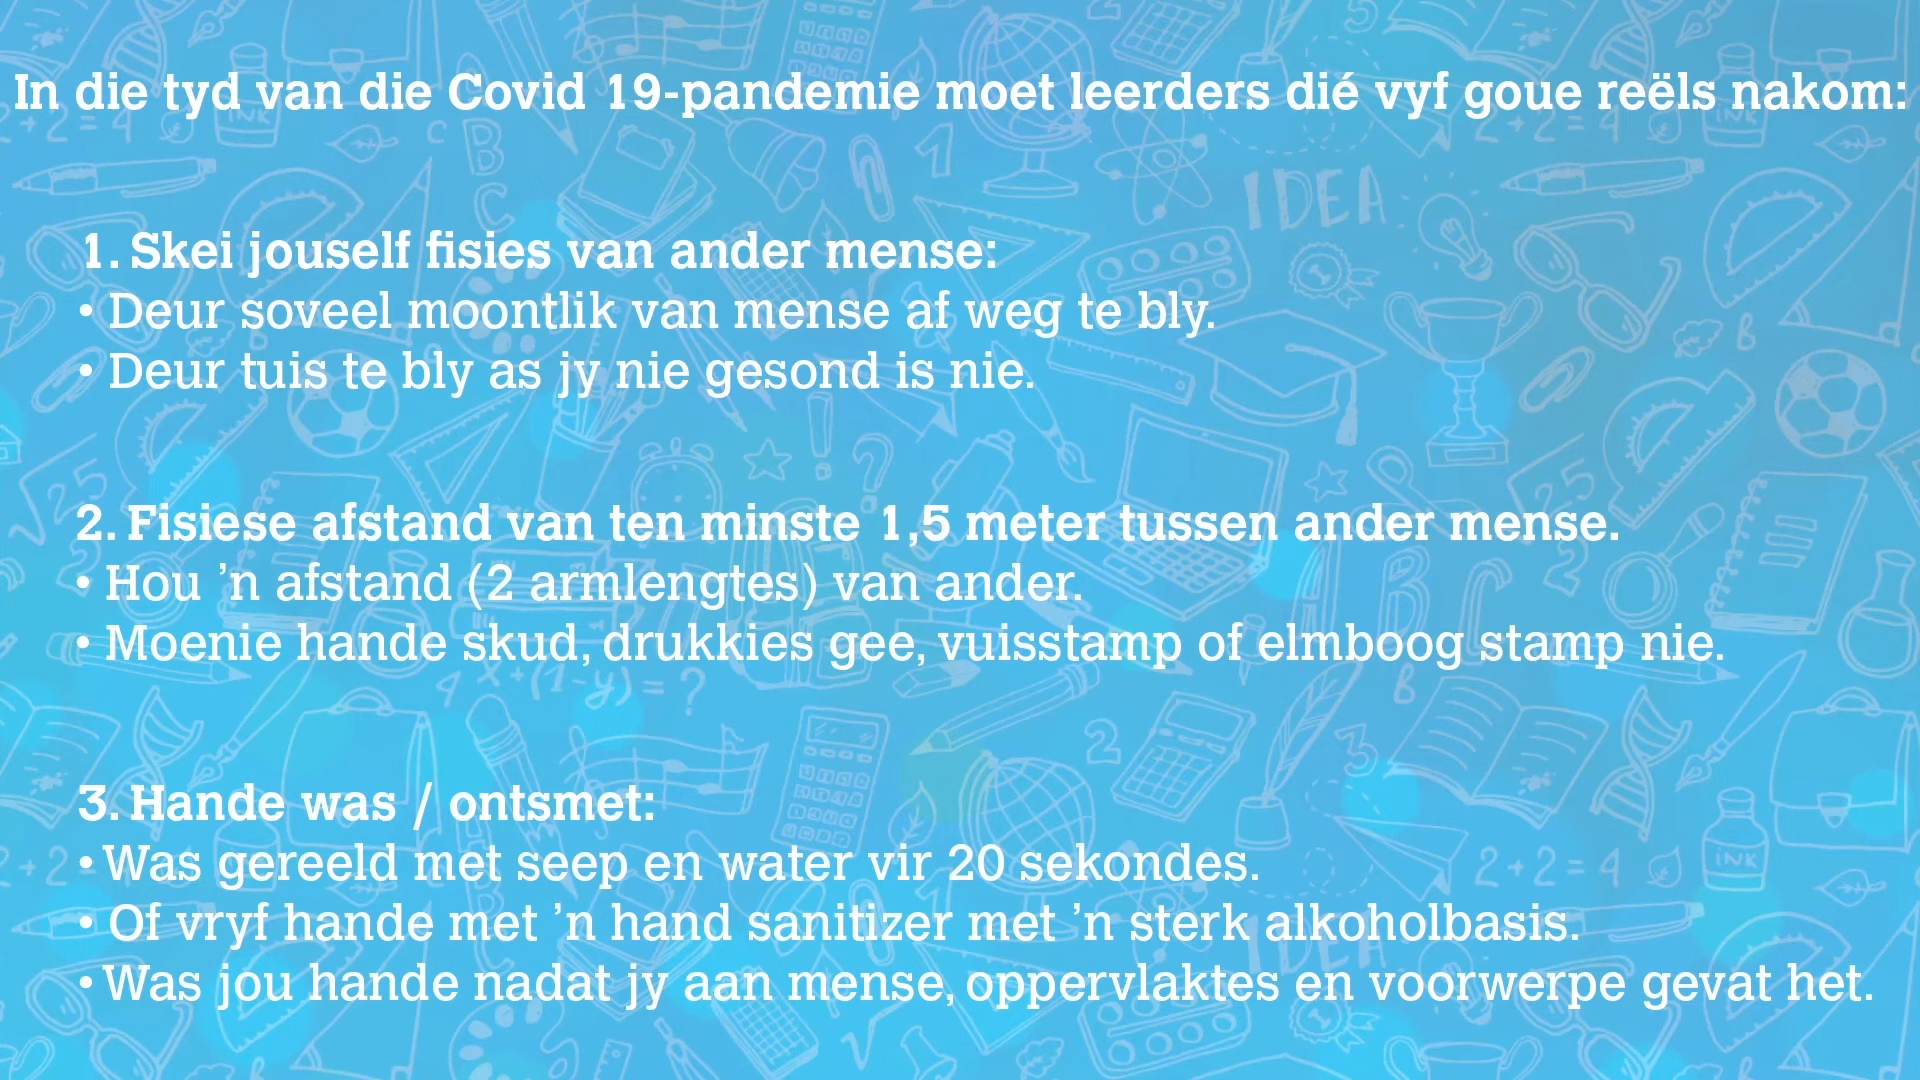 In die tyd van die Covid 19-pandemie moet leerders dié vyf goue reëls nakom:
1. Skei jouself fisies van ander mense:
• Deur soveel moontlik van mense af weg te bly.
• Deur tuis te bly as jy nie gesond is nie.
2. Fisiese afstand van ten minste 1,5 meter tussen ander mense.
• Hou ’n afstand (2 armlengtes) van ander.
• Moenie hande skud, drukkies gee, vuisstamp of elmboog stamp nie.
3. Hande was / ontsmet:
• Was gereeld met seep en water vir 20 sekondes.
• Of vryf hande met ’n hand sanitizer met ’n sterk alkoholbasis.
• Was jou hande nadat jy aan mense, oppervlaktes en voorwerpe gevat het.